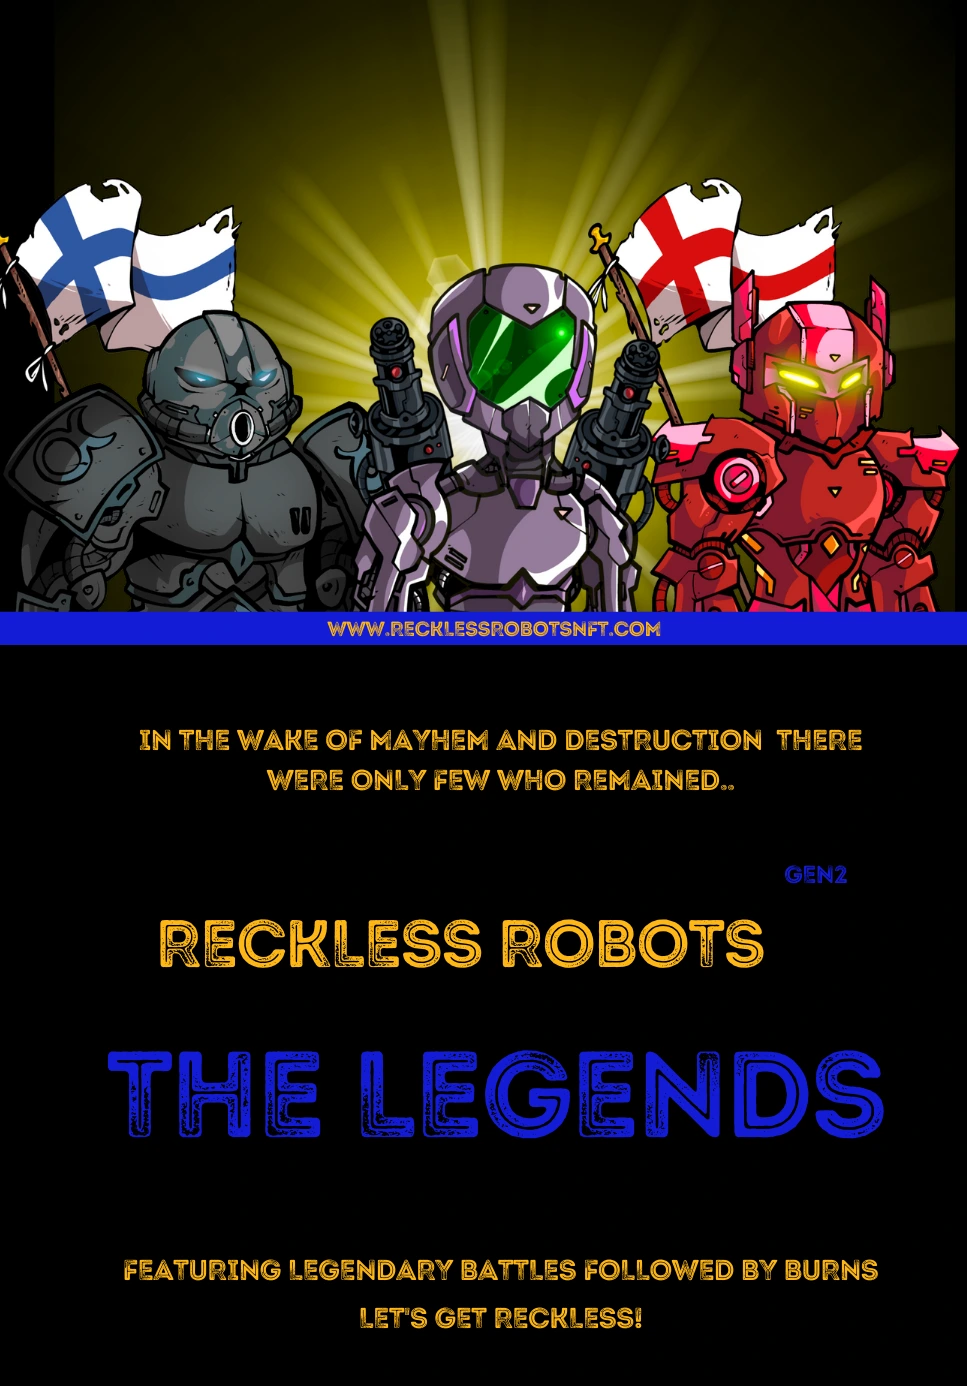 WWW.RECKLESSROBOTSNFT.COM
IN THE WAKE OF MAYHEM AND DESTRUCTION THERE
WERE ONLY FEW WHO REMAINED..
GEN2
RECKLESS ROBOTS
THE LEGENDS
FEATURING LEGENDARY BATTLES FOLLOWED BY BURNS
LET'S GET RECKLESS!